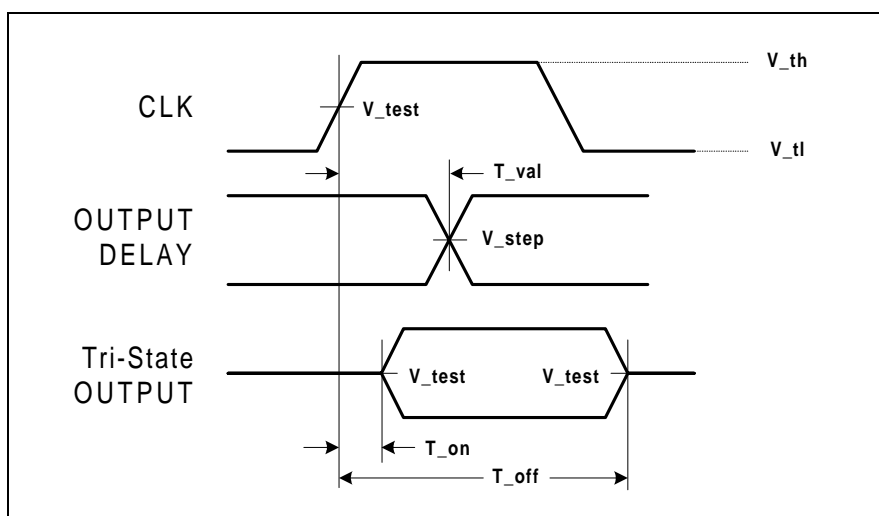 V_th
CLK
V_test
V_tl
T_val
OUTPUT
DELAY
V_step
Tri-State
OUTPUT
V_test
V_test
T_on
T_off